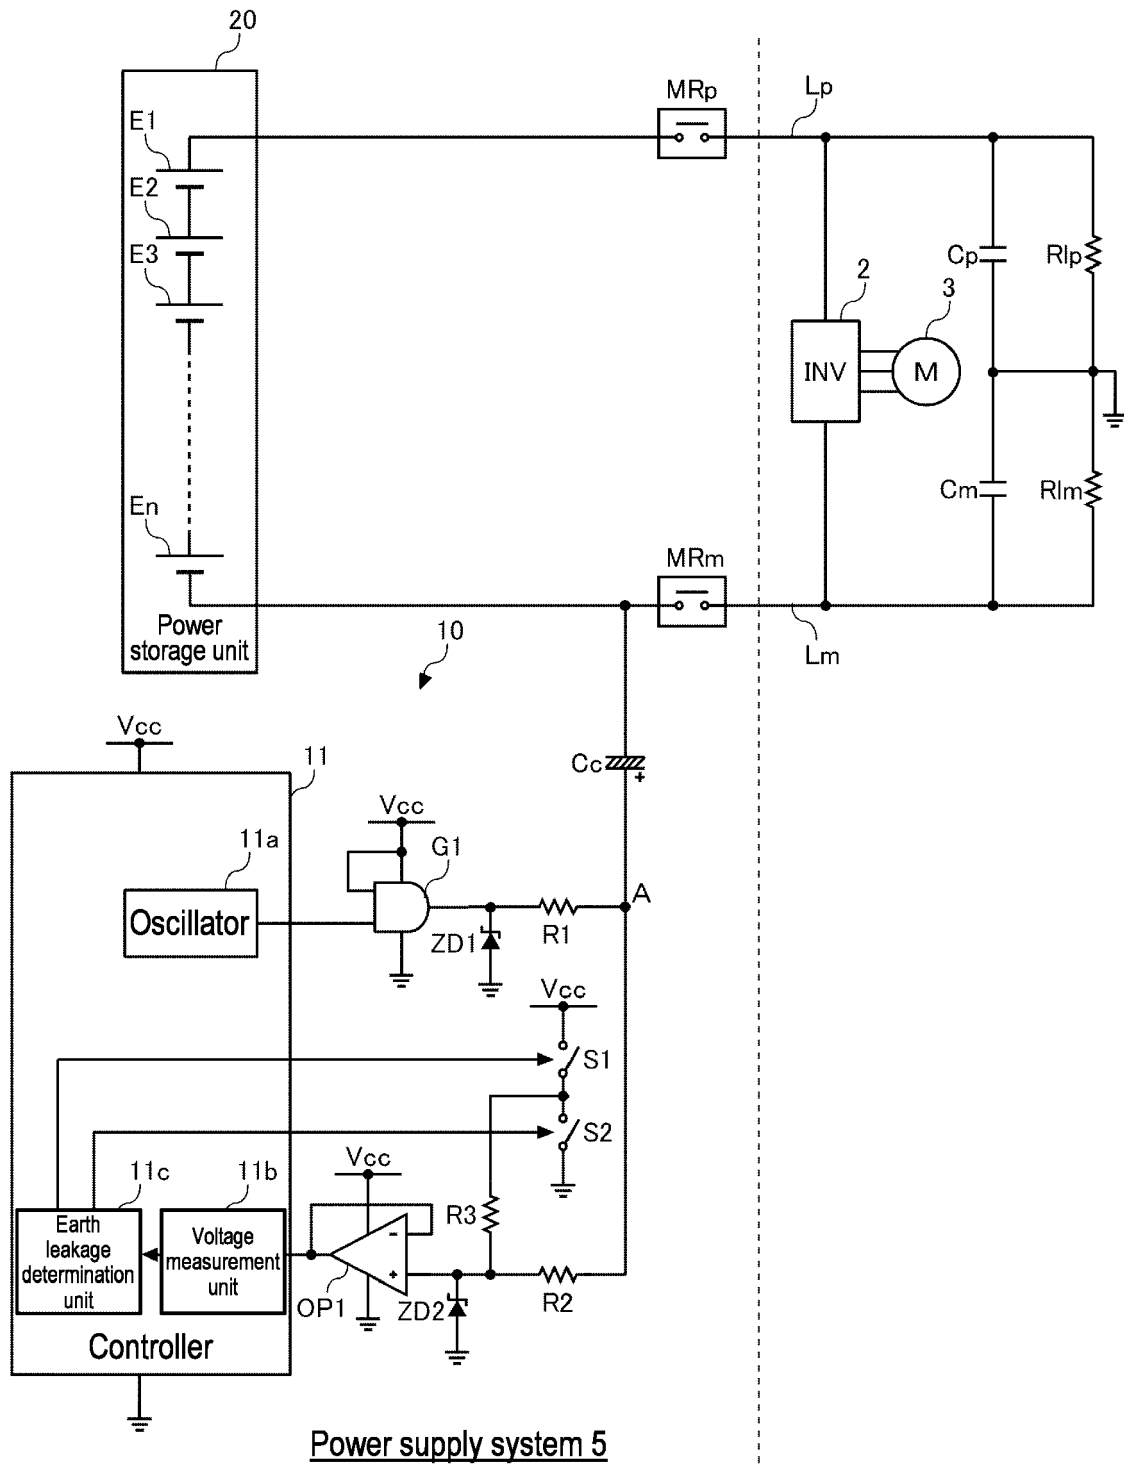 20
MRp
Lp
E1
E2
E3
Cp
Rlp
2
3
INV
M
En
Cm
Rlm
MRm
Power
storage unit
10
Lm
Vcc
11
Cc
+
Vcc
11a
G1
A
Oscillator
ZD1
R1
Vcc
S1
S2
Vcc
11c
11b
R3
Earth
leakage
determination
unit
Voltage
measurement
unit
-
+
OP1
ZD2
R2
Controller
Power supply system 5